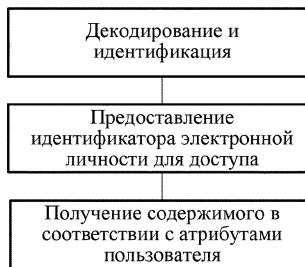 Декодирование и
идентификация
Предоставление
идентификатора электронной
личности для доступа
Получение содержимого в
соответствии с атрибутами
пользователя